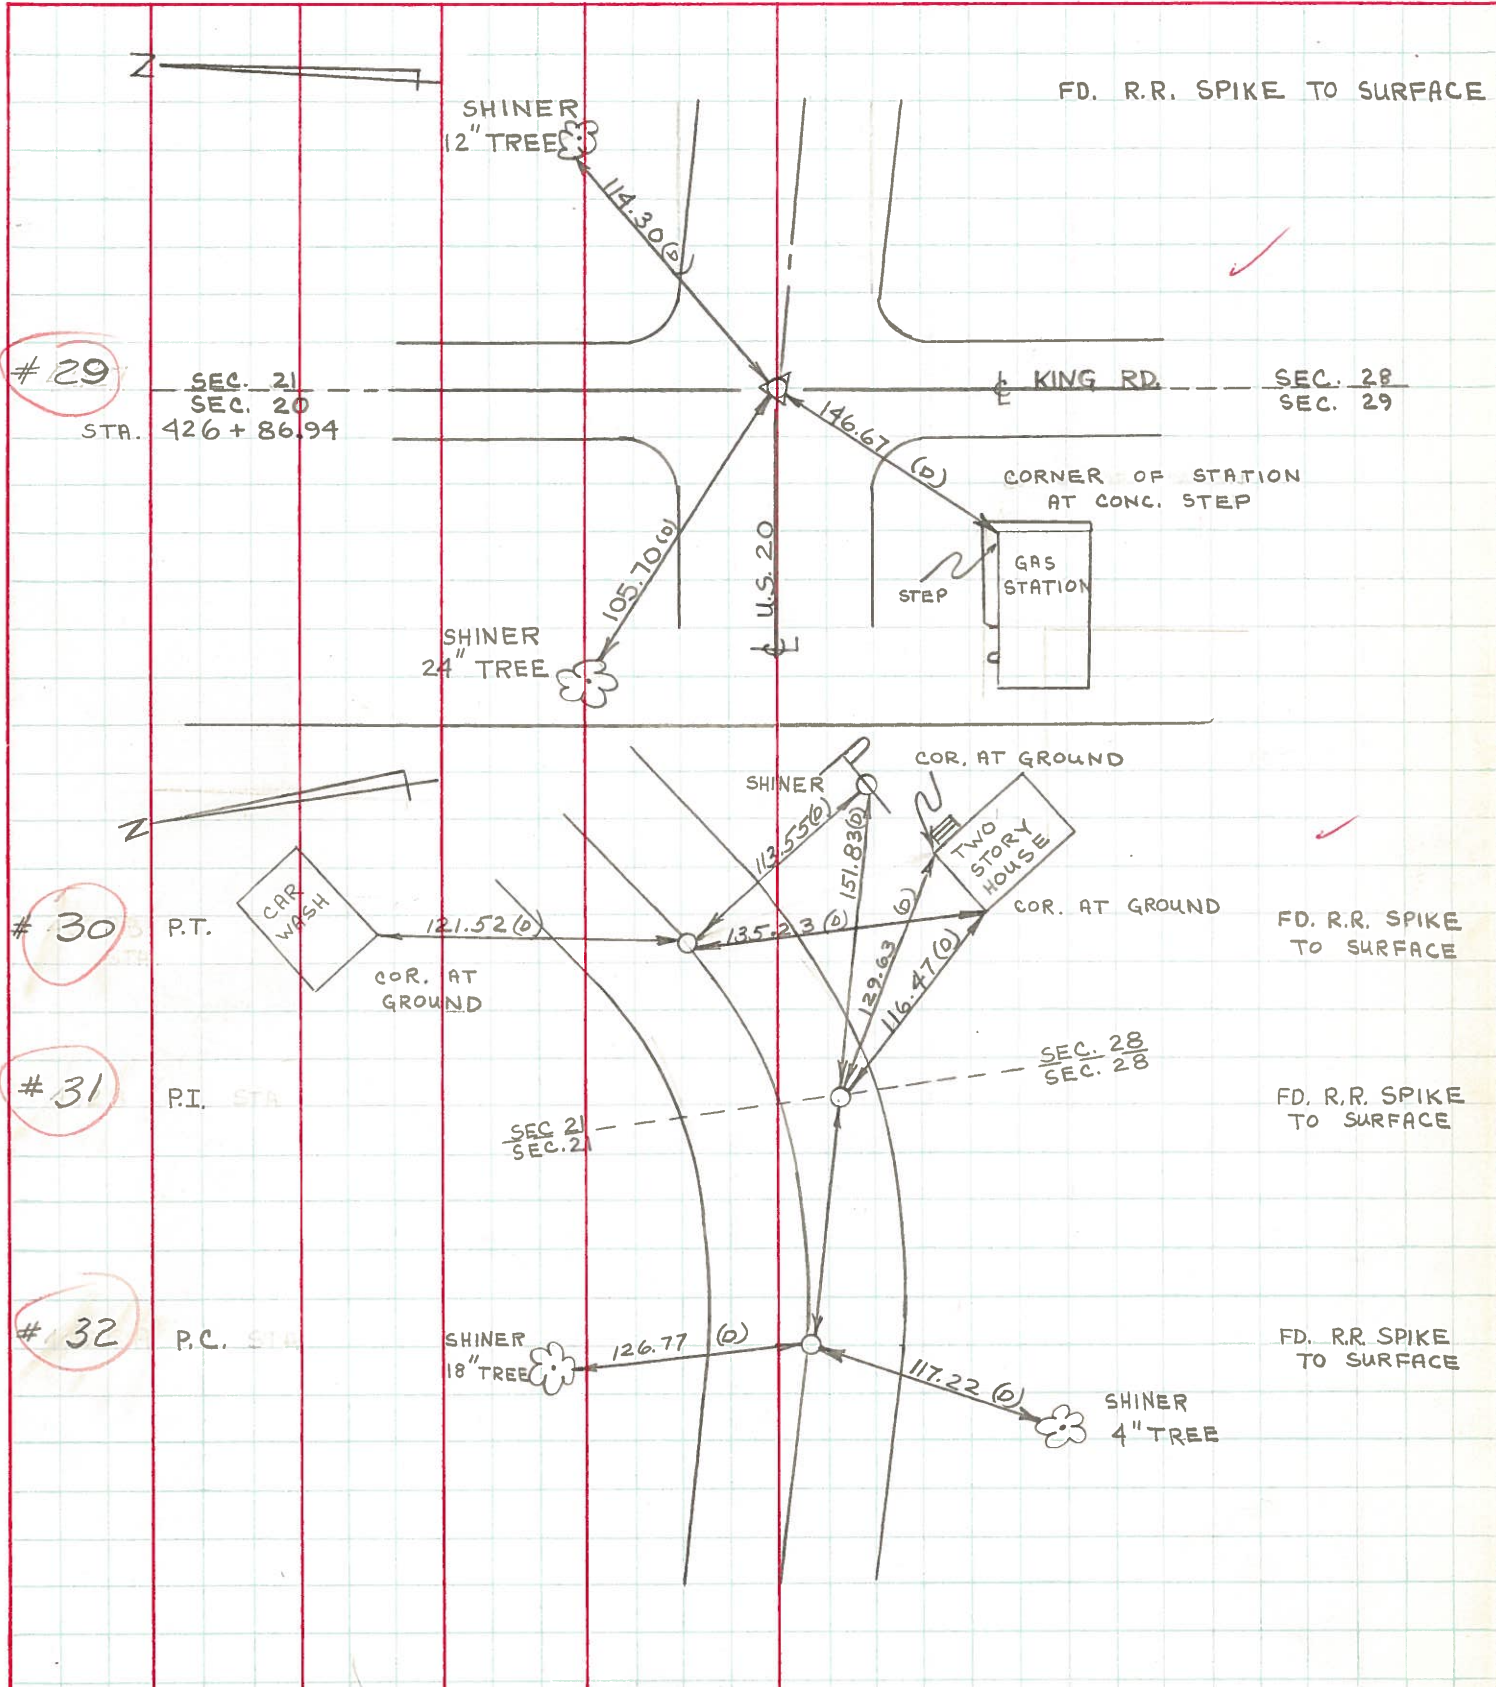 N
FD. R.R. SPIKE TO SURFACE
SHINER
12" TREE
114.30 (D)
# 29
SEC. 21
SEC. 20
STA. 426 + 86.94
℄ KING RD.
SEC. 28
SEC. 29
146.67 (D)
CORNER OF STATION
AT CONC. STEP
105.70 (D)
U.S. 20
℄
GAS
STATION
STEP
SHINER
24" TREE
N
SHINER
COR. AT GROUND
113.55 (D)
151.83 (D)
TWO
STORY
HOUSE
CAR
WASH
# 30 P.T.
121.52 (D)
135.23 (D)
129.63 (D)
116.47 (D)
COR. AT GROUND
FD. R.R. SPIKE
TO SURFACE
COR. AT
GROUND
SEC. 28
SEC. 28
# 31 P.I.
FD. R.R. SPIKE
TO SURFACE
SEC 21
SEC. 21
# 32 P.C.
SHINER
18" TREE
126.77 (D)
117.22 (D)
SHINER
4" TREE
FD. R.R. SPIKE
TO SURFACE